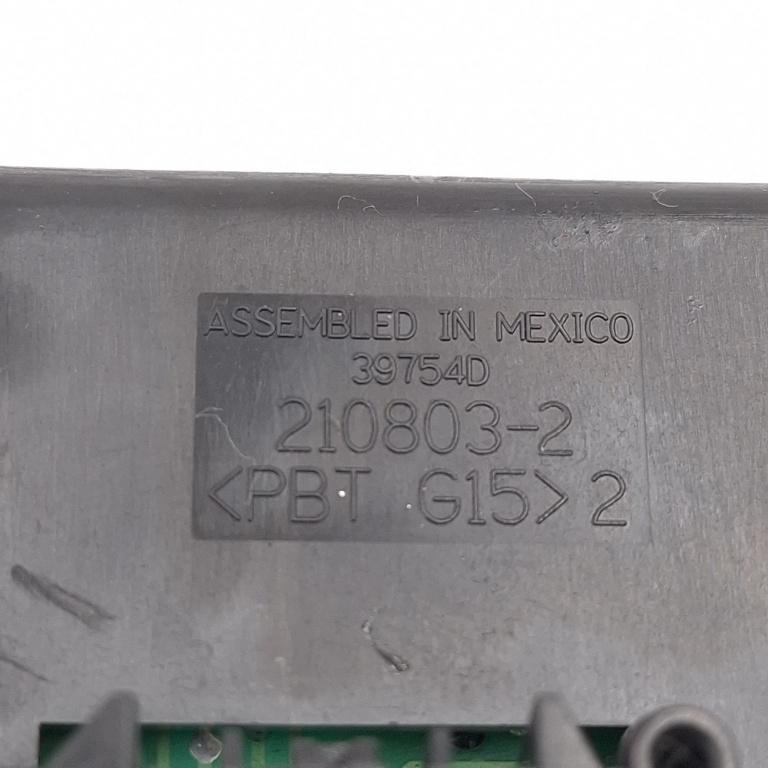 ASSEMBLED IN MEXICO
39754D
210803-2
<PBT G15>2